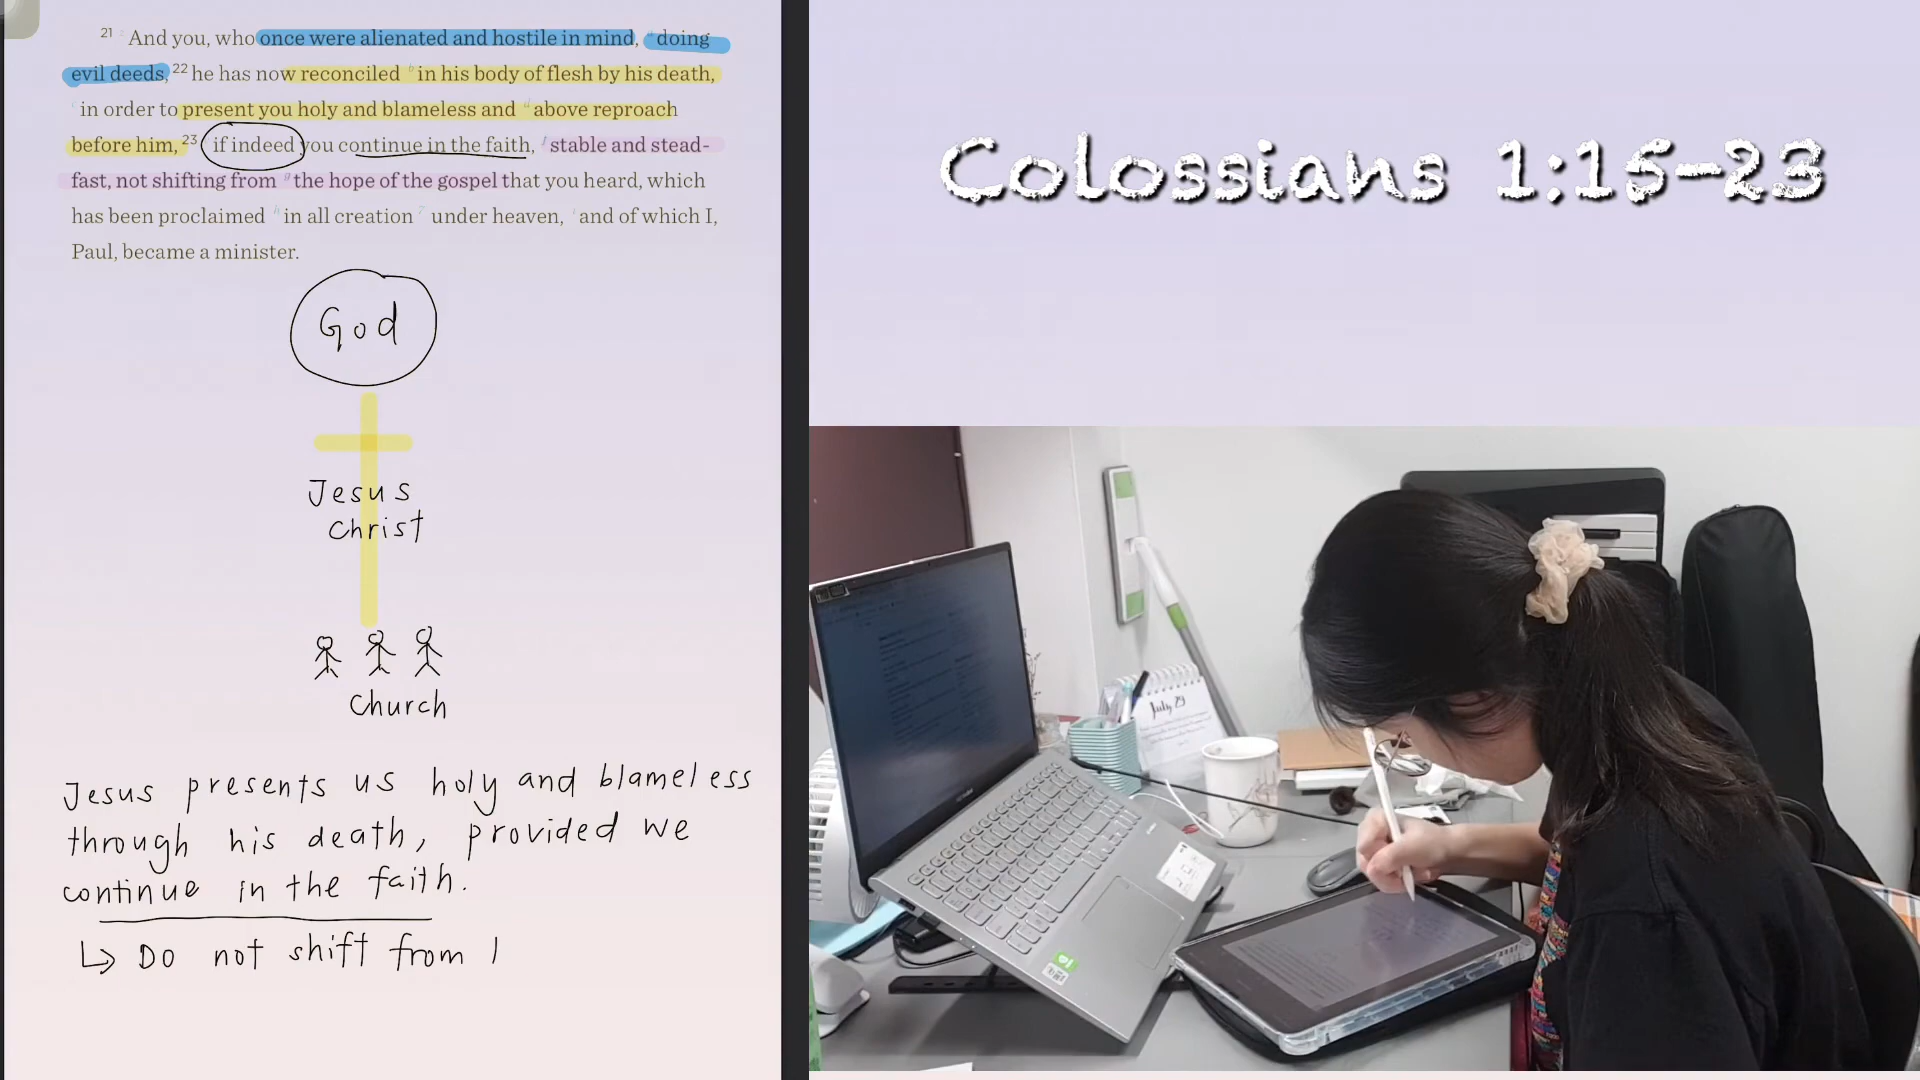 21 And you, who once were alienated and hostile in mind, doing
evil deeds, 22 he has now reconciled in his body of flesh by his death,
in order to present you holy and blameless and above reproach
before him, 23 if indeed you continue in the faith, stable and stead-
fast, not shifting from the hope of the gospel that you heard, which
has been proclaimed in all creation under heaven, and of which I,
Paul, became a minister.
God
Jesus
Christ
Church
Jesus presents us holy and blameless
through his death, provided we
continue in the faith.
↳ Do not shift from
Colossians 1:15-23
July 29